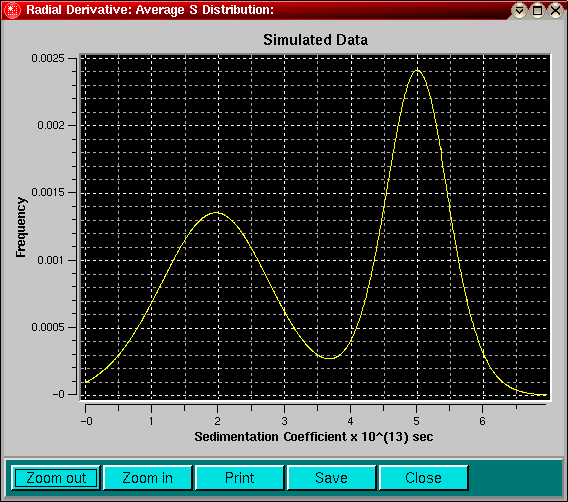 Radial Derivative: Average S Distribution:
Simulated Data
0.0025
0.002
0.0015
0.001
0.0005
−0
Frequency
−0 1 2 3 4 5 6
Sedimentation Coefficient x 10^(13) sec
Zoom out Zoom in Print Save Close